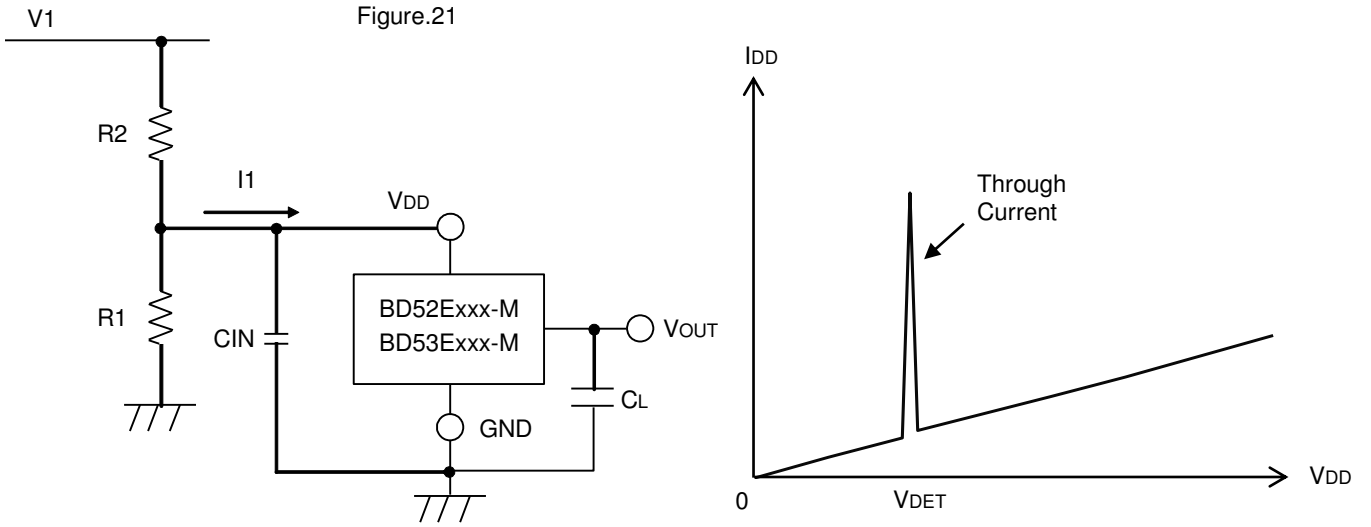 Figure.21
V1
R2
I1
VDD
R1
CIN
BD52Exxx-M
BD53Exxx-M
VOUT
CL
GND
IDD
Through
Current
0
VDET
VDD